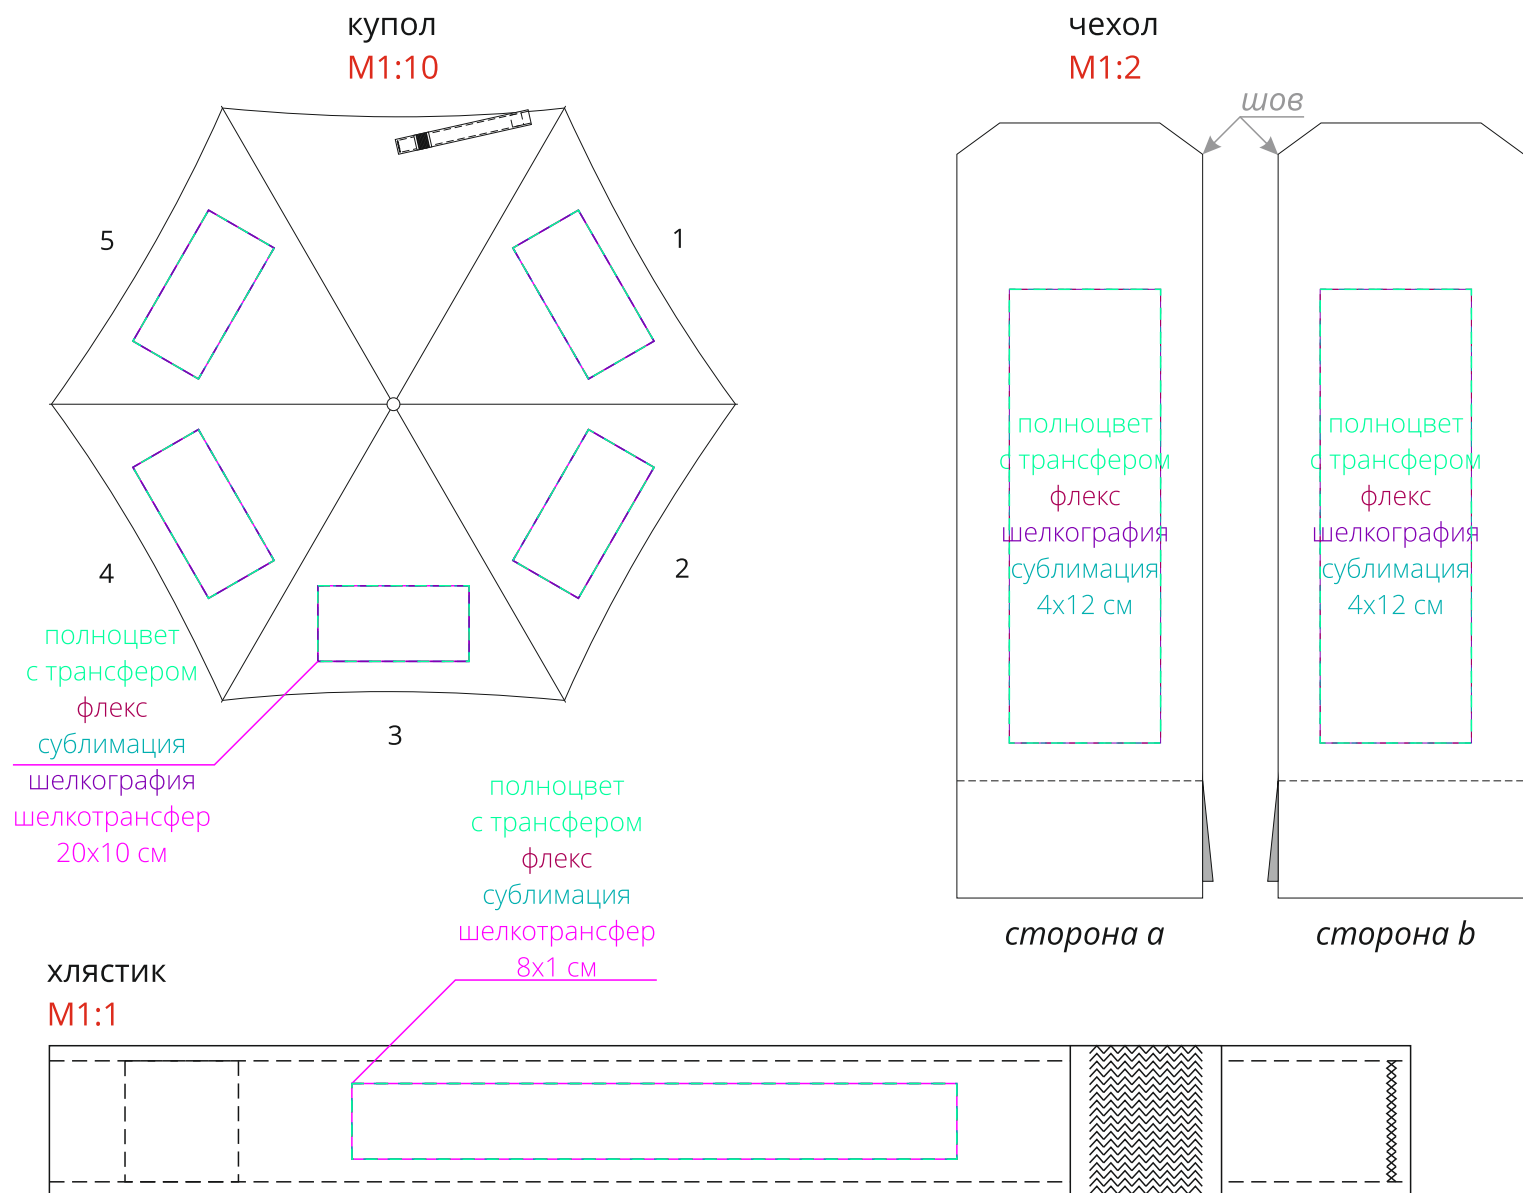 купол
М1:10
чехол
М1:2
шов
5
1
4
2
3
полноцвет
с трансфером
флекс
сублимация
шелкография
шелкотрансфер
20х10 см
полноцвет
с трансфером
флекс
шелкография
сублимация
4х12 см
полноцвет
с трансфером
флекс
шелкография
сублимация
4х12 см
сторона a
сторона b
полноцвет
с трансфером
флекс
сублимация
шелкотрансфер
8х1 см
хлястик
М1:1